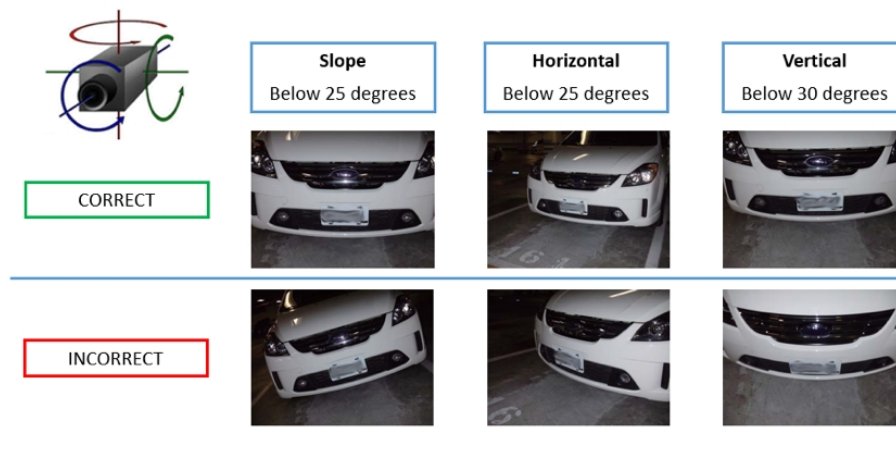 Slope
Below 25 degrees
Horizontal
Below 25 degrees
Vertical
Below 30 degrees
CORRECT
INCORRECT